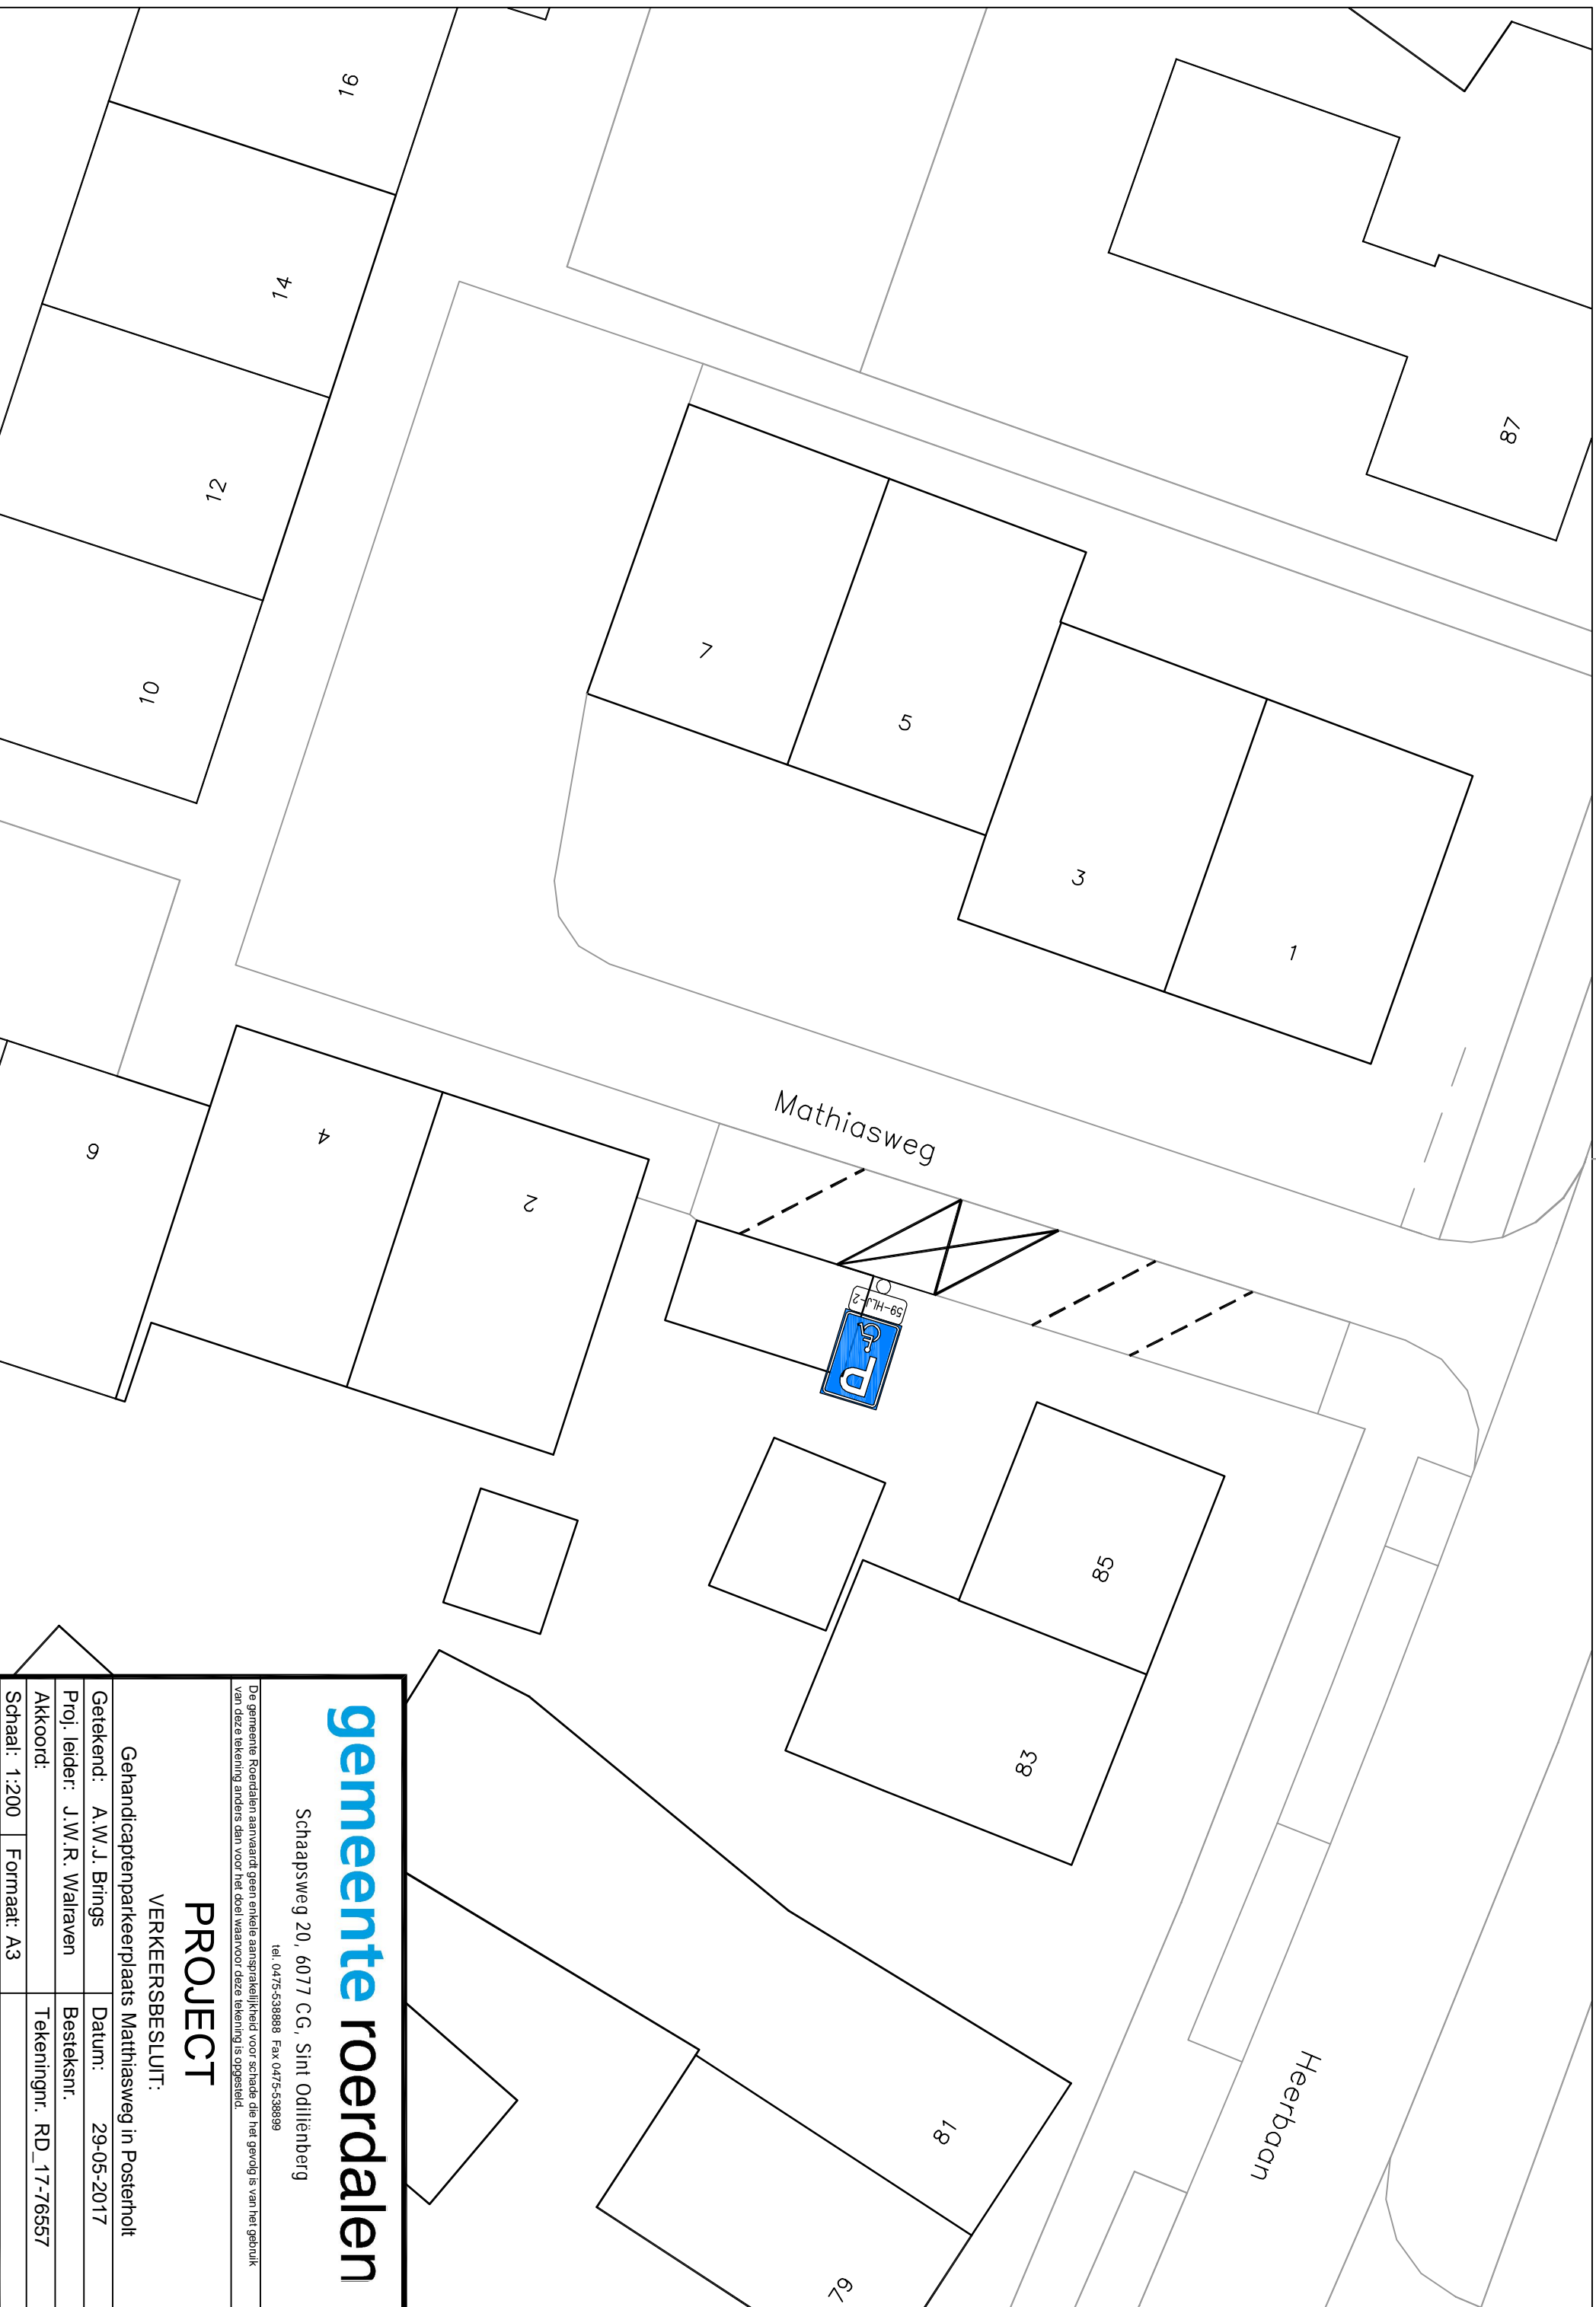 16
14
12
10
87
7
5
3
1
Mathiasweg
6
4
2
59-HLJ-2
P
85
83
Heerbaan
81
79
gemeente roerdalen
Schaapsweg 20, 6077 CG, Sint Odiliënberg
tel. 0475-538888 Fax 0475-538899
De gemeente Roerdalen aanvaardt geen enkele aansprakelijkheid voor schade die het gevolg is van het gebruik
van deze tekening anders dan voor het doel waarvoor deze tekening is opgesteld.
PROJECT
VERKEERSBESLUIT:
Gehandicaptenparkeerplaats Matthiasweg in Posterholt
Getekend: A.W.J. Brings Datum: 29-05-2017
Proj. leider: J.W.R. Walraven Besteksnr.
Akkoord: Tekeningnr. RD_17-76557
Schaal: 1:200 Formaat: A3